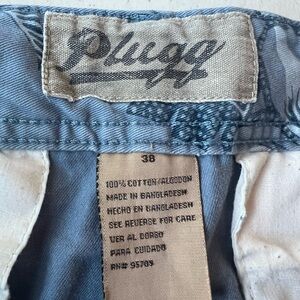 Plugg
38
100% COTTON/ALGODON
MADE IN BANGLADESH
HECHO EN BANGLADESH
SEE REVERSE FOR CARE
VER AL DORSO
PARA CUIDADO
RN# 95709